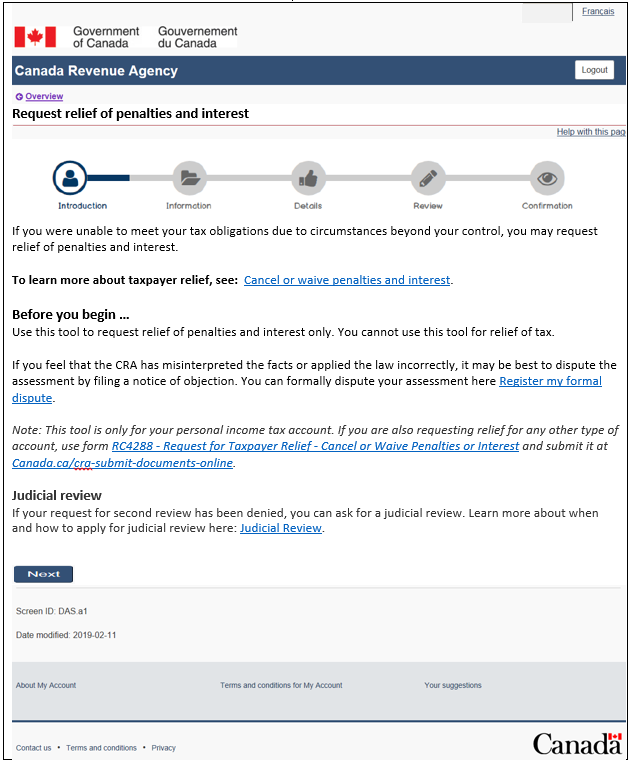 Français
Government of Canada
Gouvernement du Canada
Canada Revenue Agency
Logout
Overview
Request relief of penalties and interest
Help with this pag
Introduction
Information
Details
Review
Confirmation
If you were unable to meet your tax obligations due to circumstances beyond your control, you may request
relief of penalties and interest.
To learn more about taxpayer relief, see: Cancel or waive penalties and interest.
Before you begin ...
Use this tool to request relief of penalties and interest only. You cannot use this tool for relief of tax.
If you feel that the CRA has misinterpreted the facts or applied the law incorrectly, it may be best to dispute the
assessment by filing a notice of objection. You can formally dispute your assessment here Register my formal
dispute.
Note: This tool is only for your personal income tax account. If you are also requesting relief for any other type of
account, use form RC4288 - Request for Taxpayer Relief - Cancel or Waive Penalties or Interest and submit it at
Canada.ca/cra-submit-documents-online.
Judicial review
If your request for second review has been denied, you can ask for a judicial review. Learn more about when
and how to apply for judicial review here: Judicial Review.
Next
Screen ID: DAS a1
Date modified: 2019-02-11
About My Account
Terms and conditions for My Account
Your suggestions
Contact us • Terms and conditions • Privacy
Canada